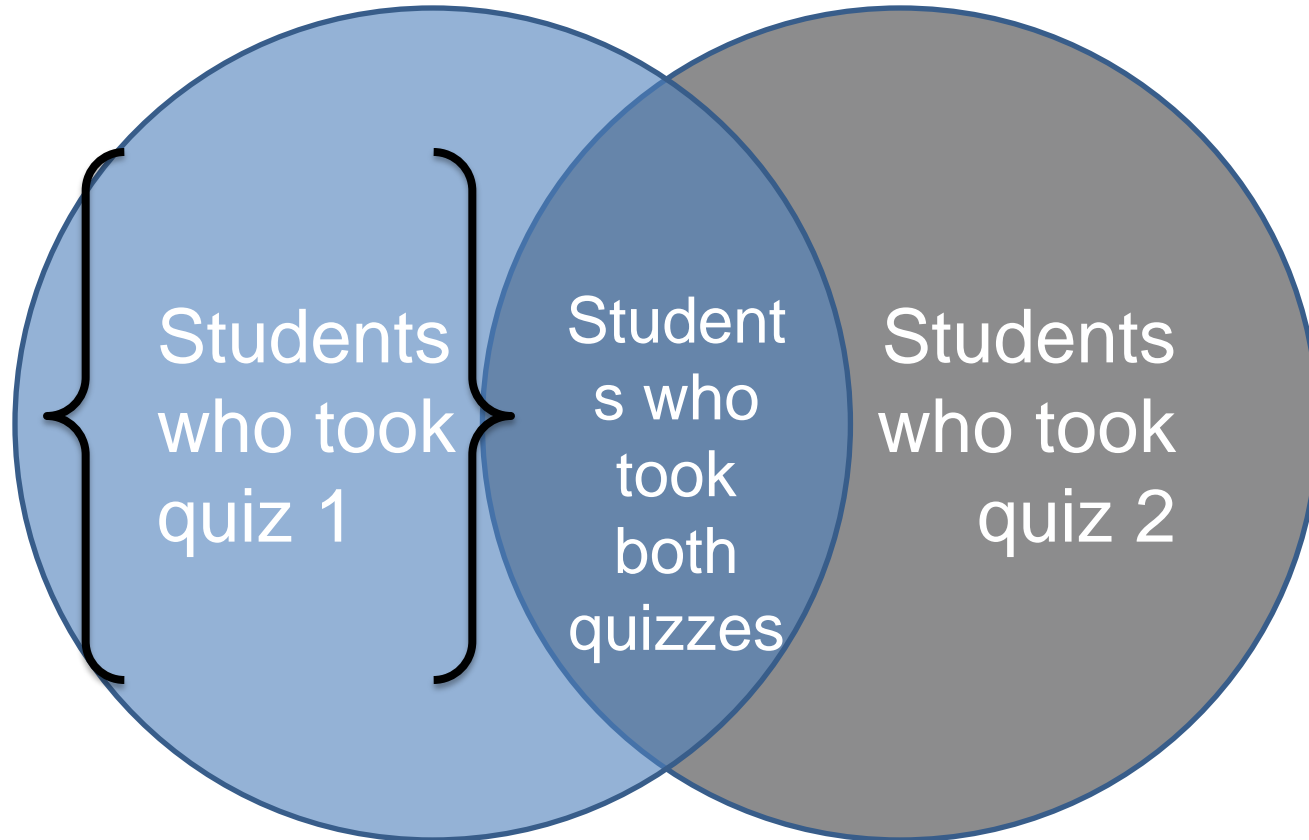 Students
who took
quiz 1
Student
s who
took
both
quizzes
Students
who took
quiz 2